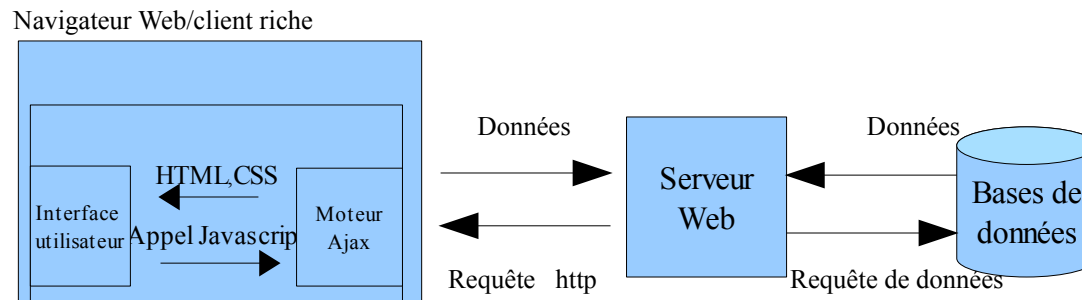 Navigateur Web/client riche
Données
Données
HTML,CSS
Interface
utilisateur
Appel Javascrip
Moteur
Ajax
Serveur
Web
Bases de
données
Requête http
Requête de données